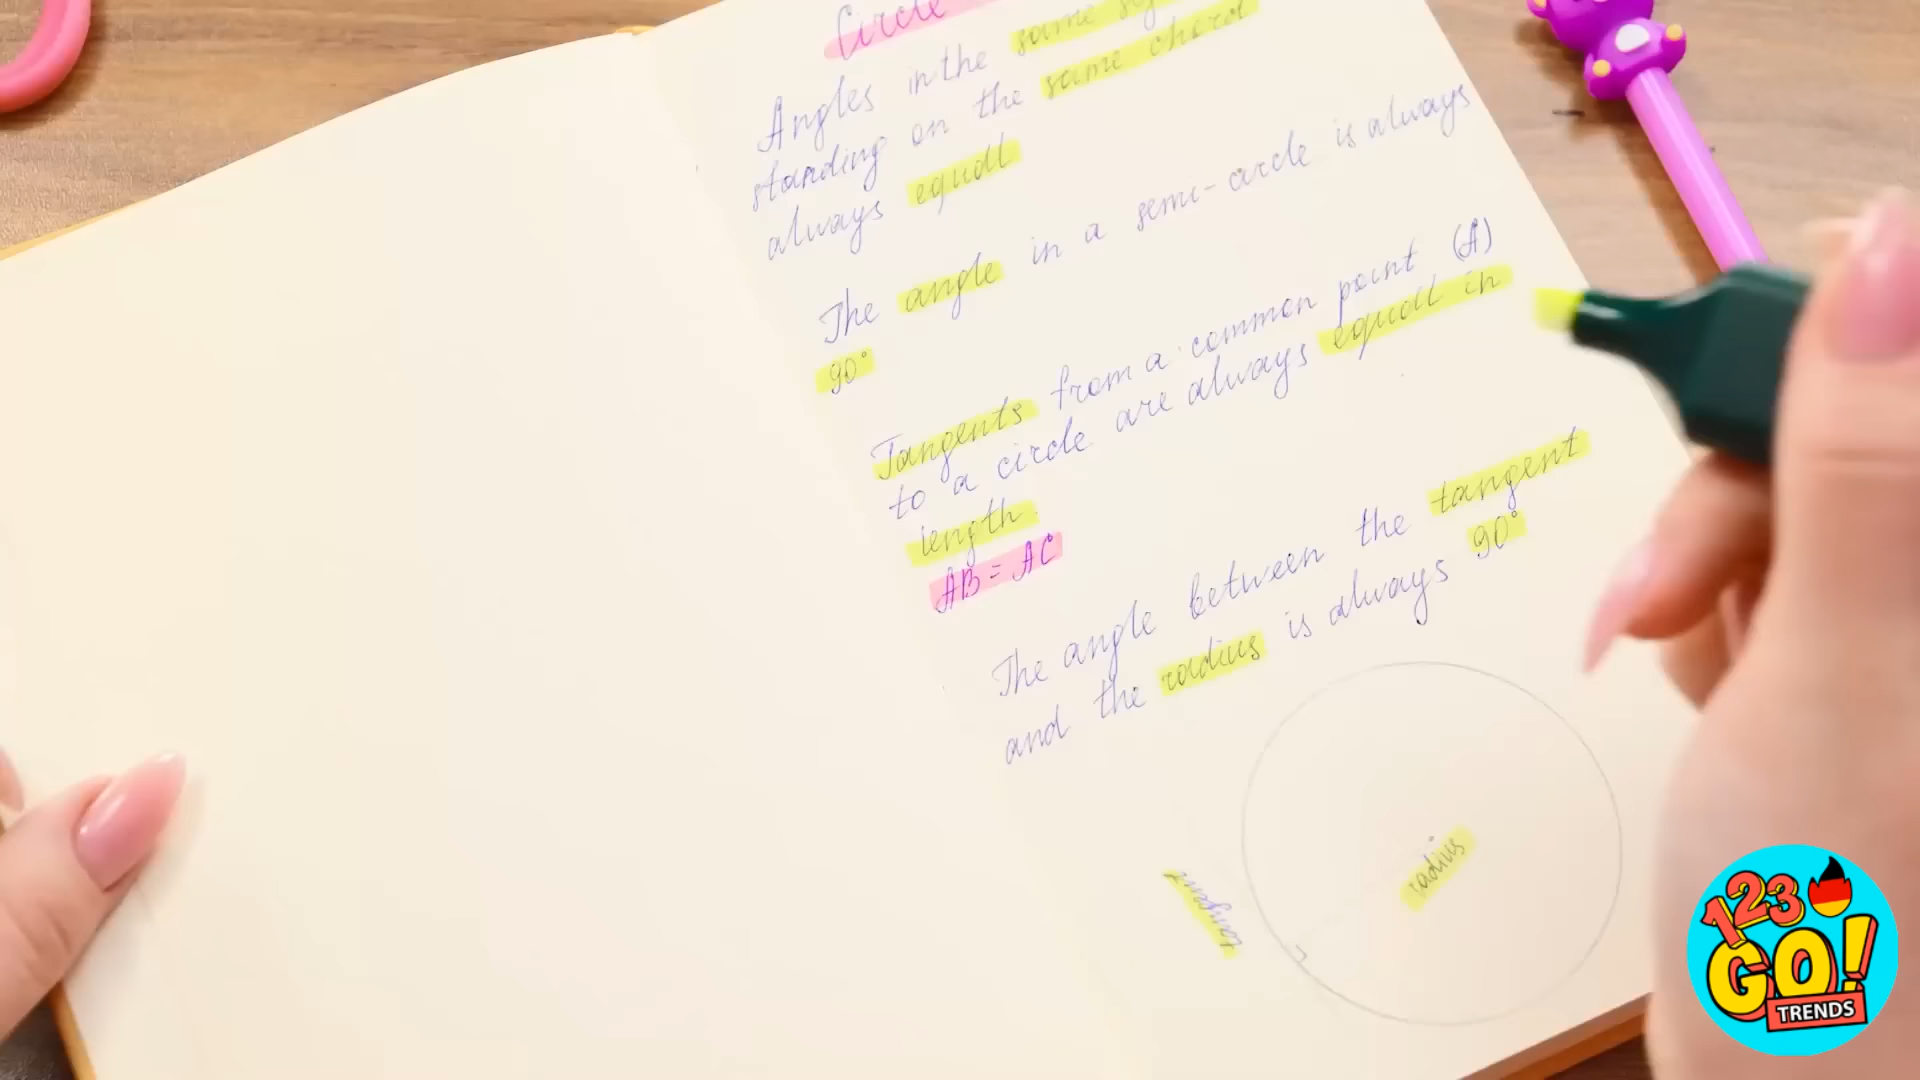 Circle
Angles in the same
standing on the same chord
always equall
The angle in a semi-circle is always
90°
Tangents from a common point (A)
to a circle are always equall in
length.
AB = AC
The angle between the tangent
and the radius is always 90°
radius
tangent
123
GO!
TRENDS